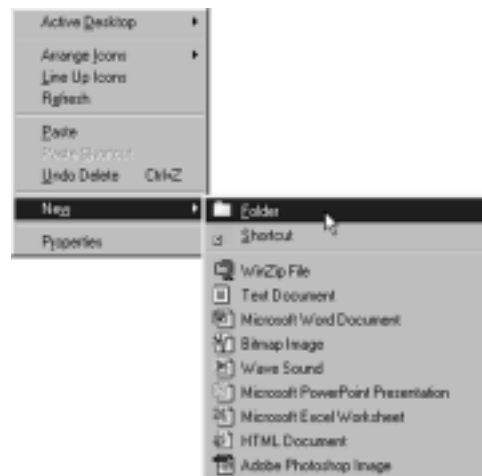 Active Desktop
Arrange Icons
Line Up Icons
Refresh
Paste
Paste Shortcut
Undo Delete Ctrl+Z
New
Properties
Folder
Shortcut
WinZip File
Text Document
Microsoft Word Document
Bitmap Image
Wave Sound
Microsoft PowerPoint Presentation
Microsoft Excel Worksheet
HTML Document
Adobe Photoshop Image